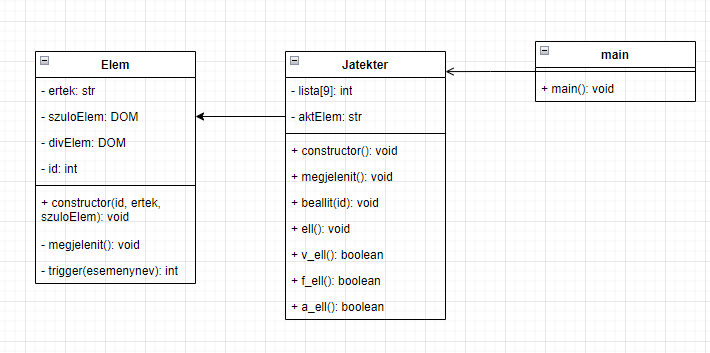 Elem
- ertek: str
- szuloElem: DOM
- divElem: DOM
- id: int
+ constructor(id, ertek,
szuloElem): void
- megjelenit(): void
- trigger(esemenynev): int
Jatekter
- lista[9]: int
- aktElem: str
+ constructor(): void
+ megjelenit(): void
+ beallit(id): void
+ ell(): void
+ v_ell(): boolean
+ f_ell(): boolean
+ a_ell(): boolean
main
+ main(): void